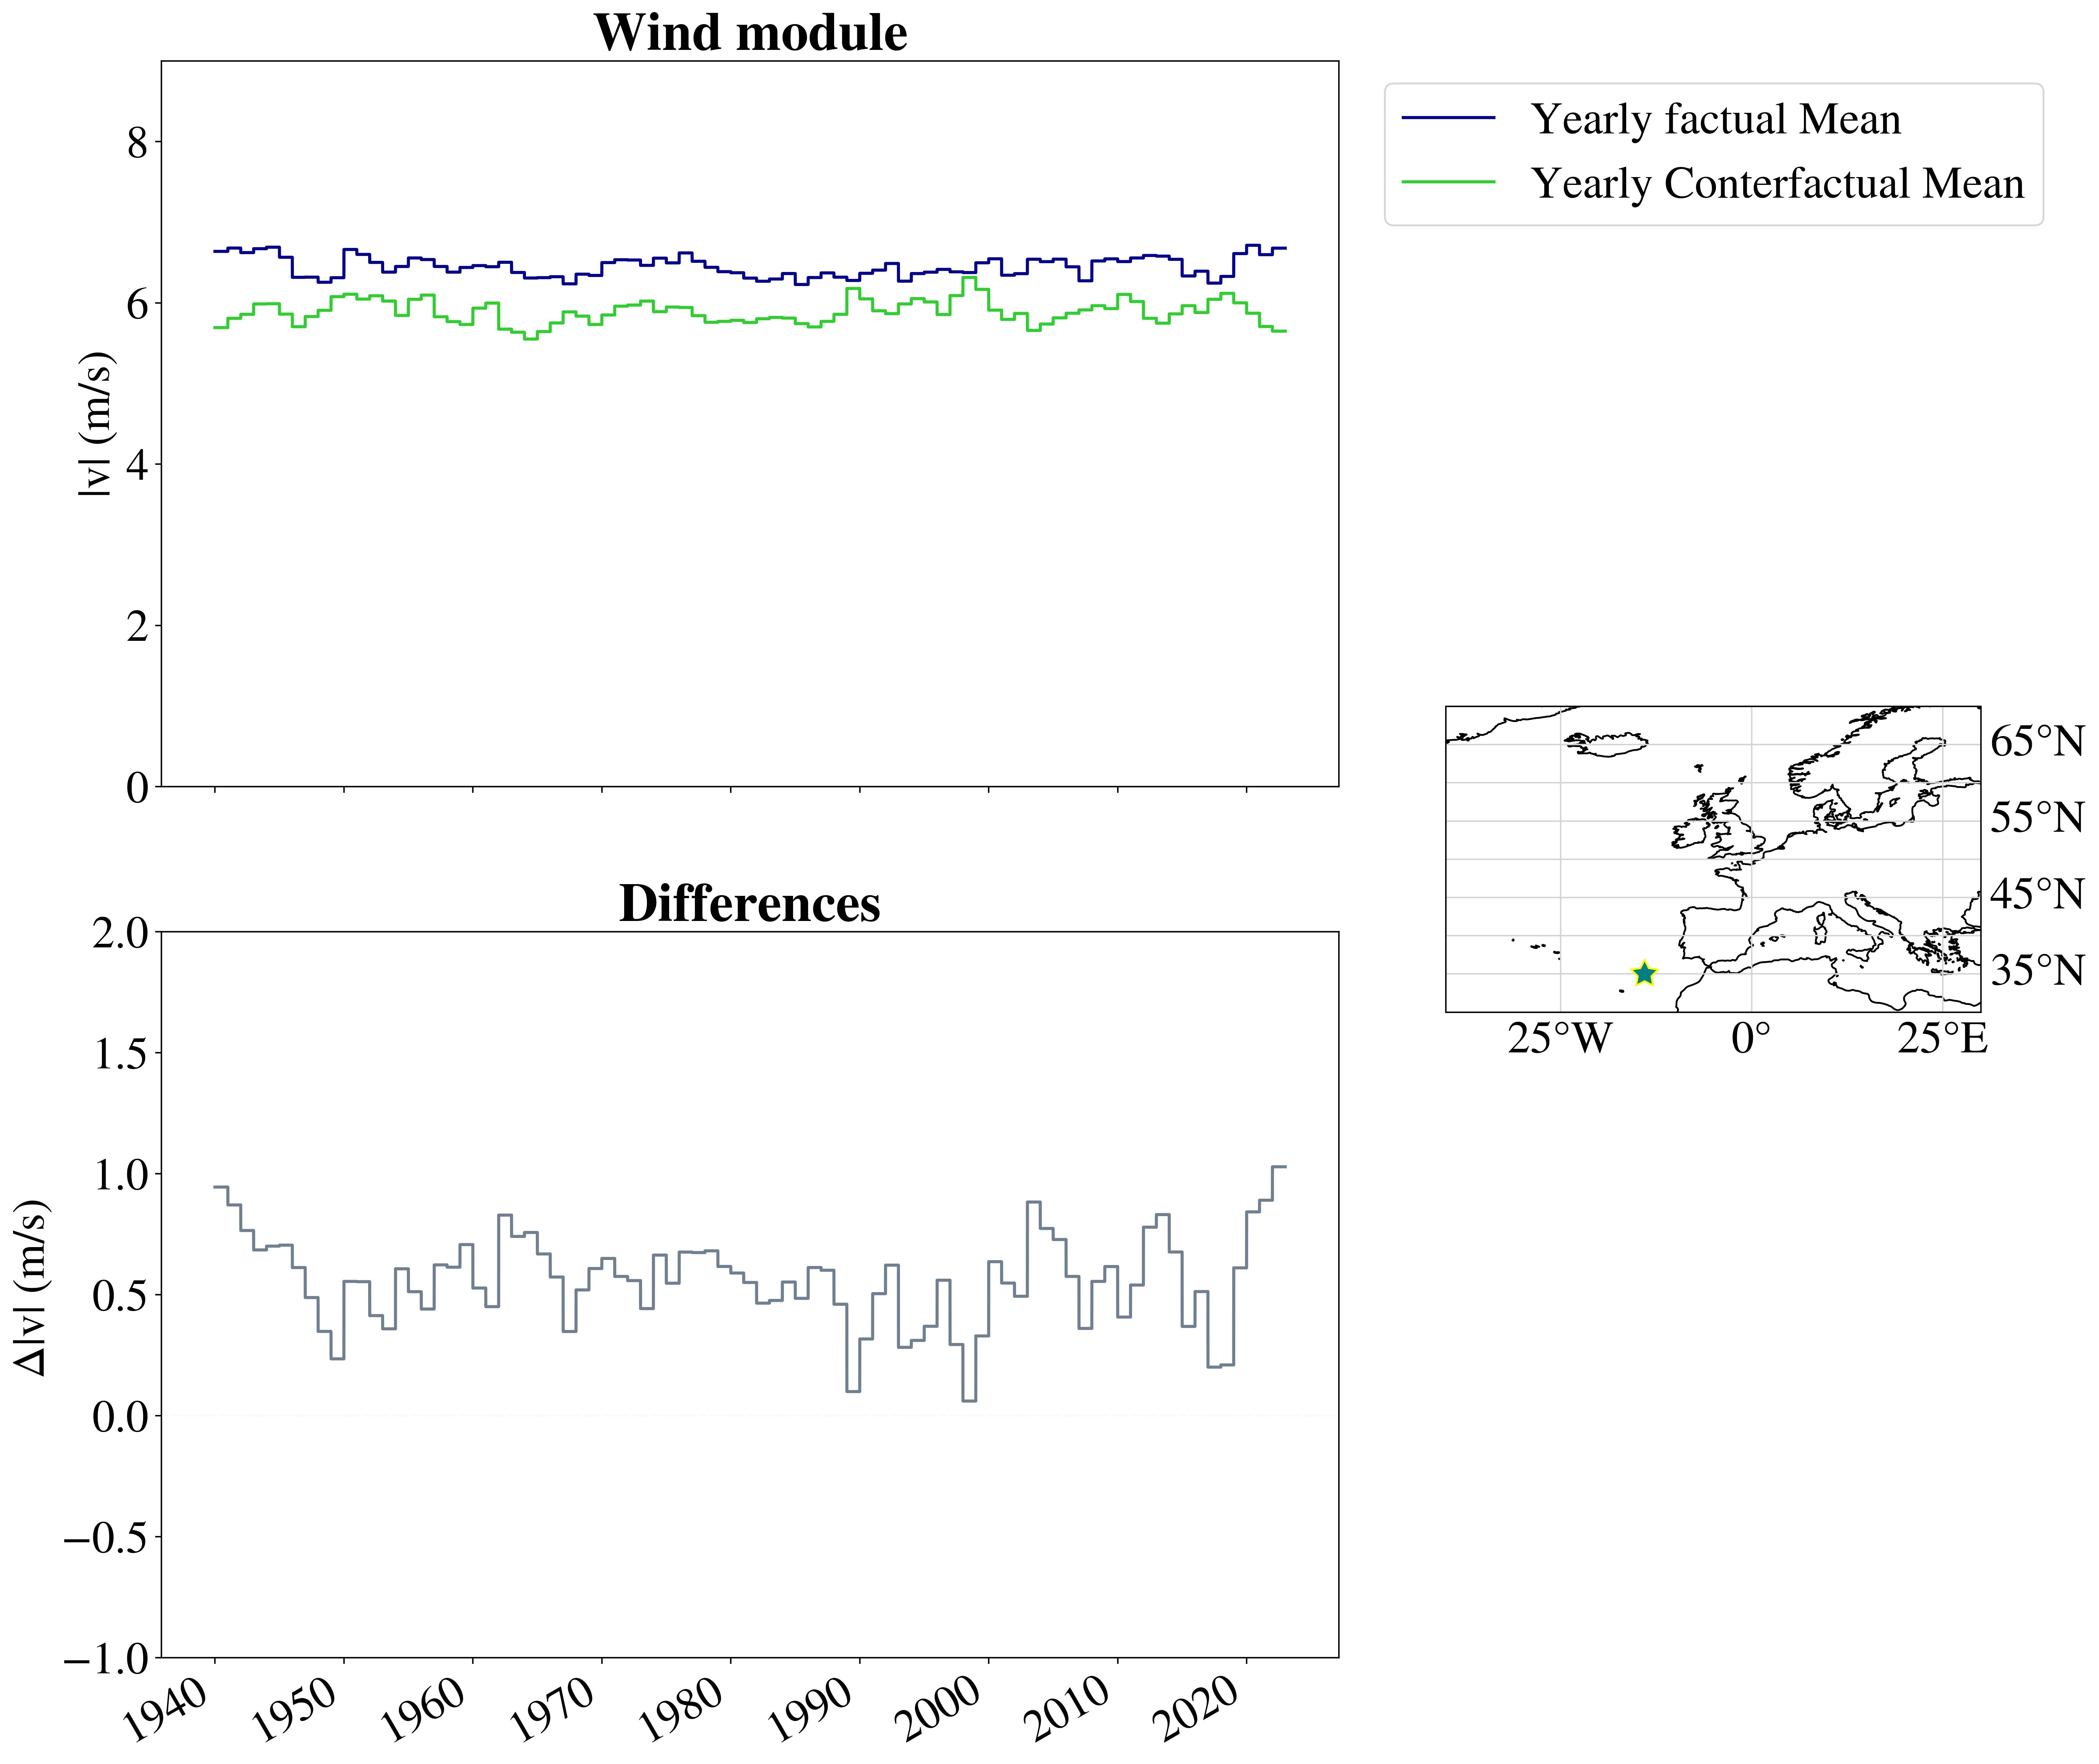 Wind module
8
6
4
2
0
|v| (m/s)
Yearly factual Mean
Yearly Conterfactual Mean
65°N
55°N
45°N
35°N
25°W 0° 25°E
Differences
2.0
1.5
1.0
0.5
0.0
−0.5
−1.0
Δ|v| (m/s)
1940 1950 1960 1970 1980 1990 2000 2010 2020